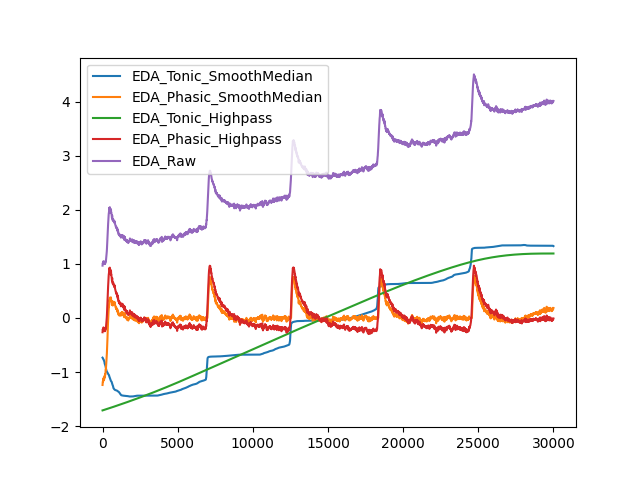 EDA_Tonic_SmoothMedian
EDA_Phasic_SmoothMedian
EDA_Tonic_Highpass
EDA_Phasic_Highpass
EDA_Raw
4
3
2
1
0
−1
−2
0 5000 10000 15000 20000 25000 30000